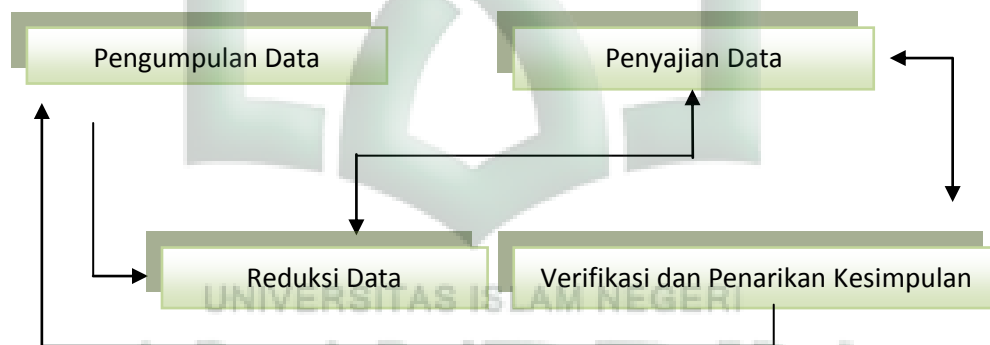 Pengumpulan Data
Penyajian Data
Reduksi Data
Verifikasi dan Penarikan Kesimpulan
UNIVERSITAS ISLAM NEGERI